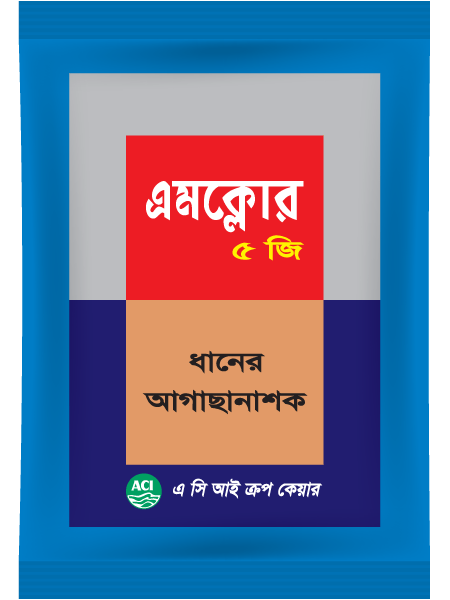 এমক্লোর
৫ জি
ধানের
আগাছানাশক
ACI
এ সি আই ক্রপ কেয়ার